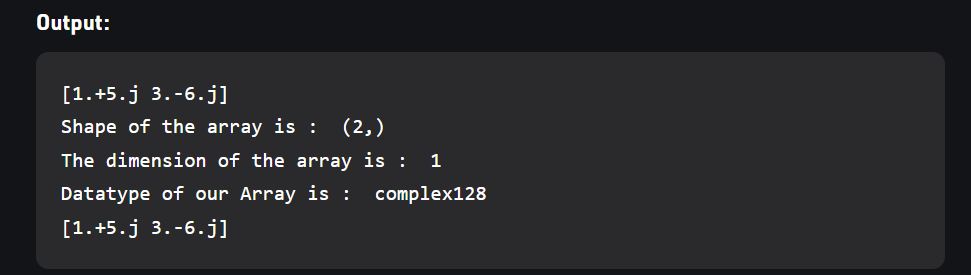 Output:
[1.+5.j 3.-6.j]
Shape of the array is :  (2,)
The dimension of the array is :  1
Datatype of our Array is :  complex128
[1.+5.j 3.-6.j]